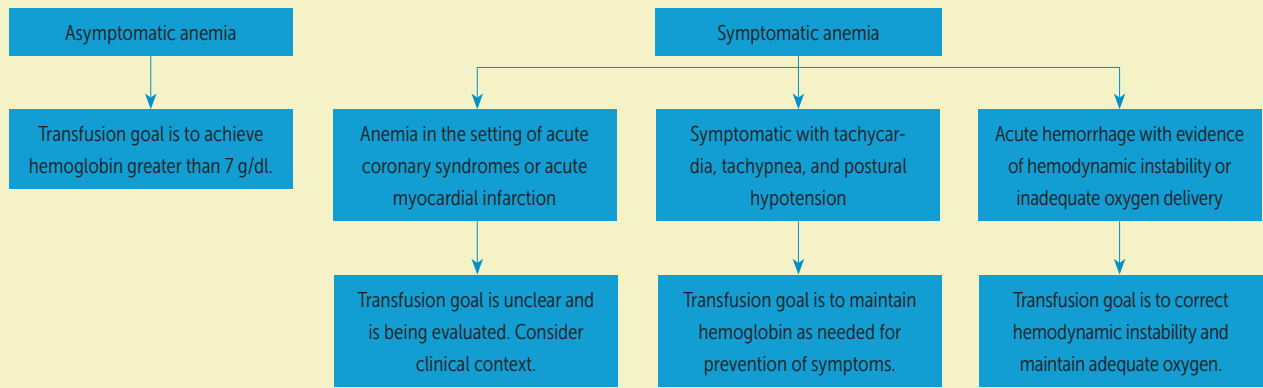 Asymptomatic anemia
Symptomatic anemia
Transfusion goal is to achieve
hemoglobin greater than 7 g/dl.
Anemia in the setting of acute
coronary syndromes or acute
myocardial infarction
Symptomatic with tachycar-
dia, tachypnea, and postural
hypotension
Acute hemorrhage with evidence
of hemodynamic instability or
inadequate oxygen delivery
Transfusion goal is unclear and
is being evaluated. Consider
clinical context.
Transfusion goal is to maintain
hemoglobin as needed for
prevention of symptoms.
Transfusion goal is to correct
hemodynamic instability and
maintain adequate oxygen.